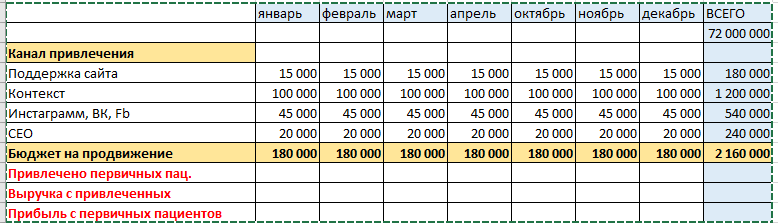 январь февраль март апрель октябрь ноябрь декабрь ВСЕГО
72 000 000
Канал привлечения
Поддержка сайта 15 000 15 000 15 000 15 000 15 000 15 000 15 000 180 000
Контекст 100 000 100 000 100 000 100 000 100 000 100 000 100 000 1 200 000
Инстаграмм, ВК, Fb 45 000 45 000 45 000 45 000 45 000 45 000 45 000 540 000
СЕО 20 000 20 000 20 000 20 000 20 000 20 000 20 000 240 000
Бюджет на продвижение 180 000 180 000 180 000 180 000 180 000 180 000 180 000 2 160 000
Привлечено первичных пац.
Выручка с привлеченных
Прибыль с первичных пациентов